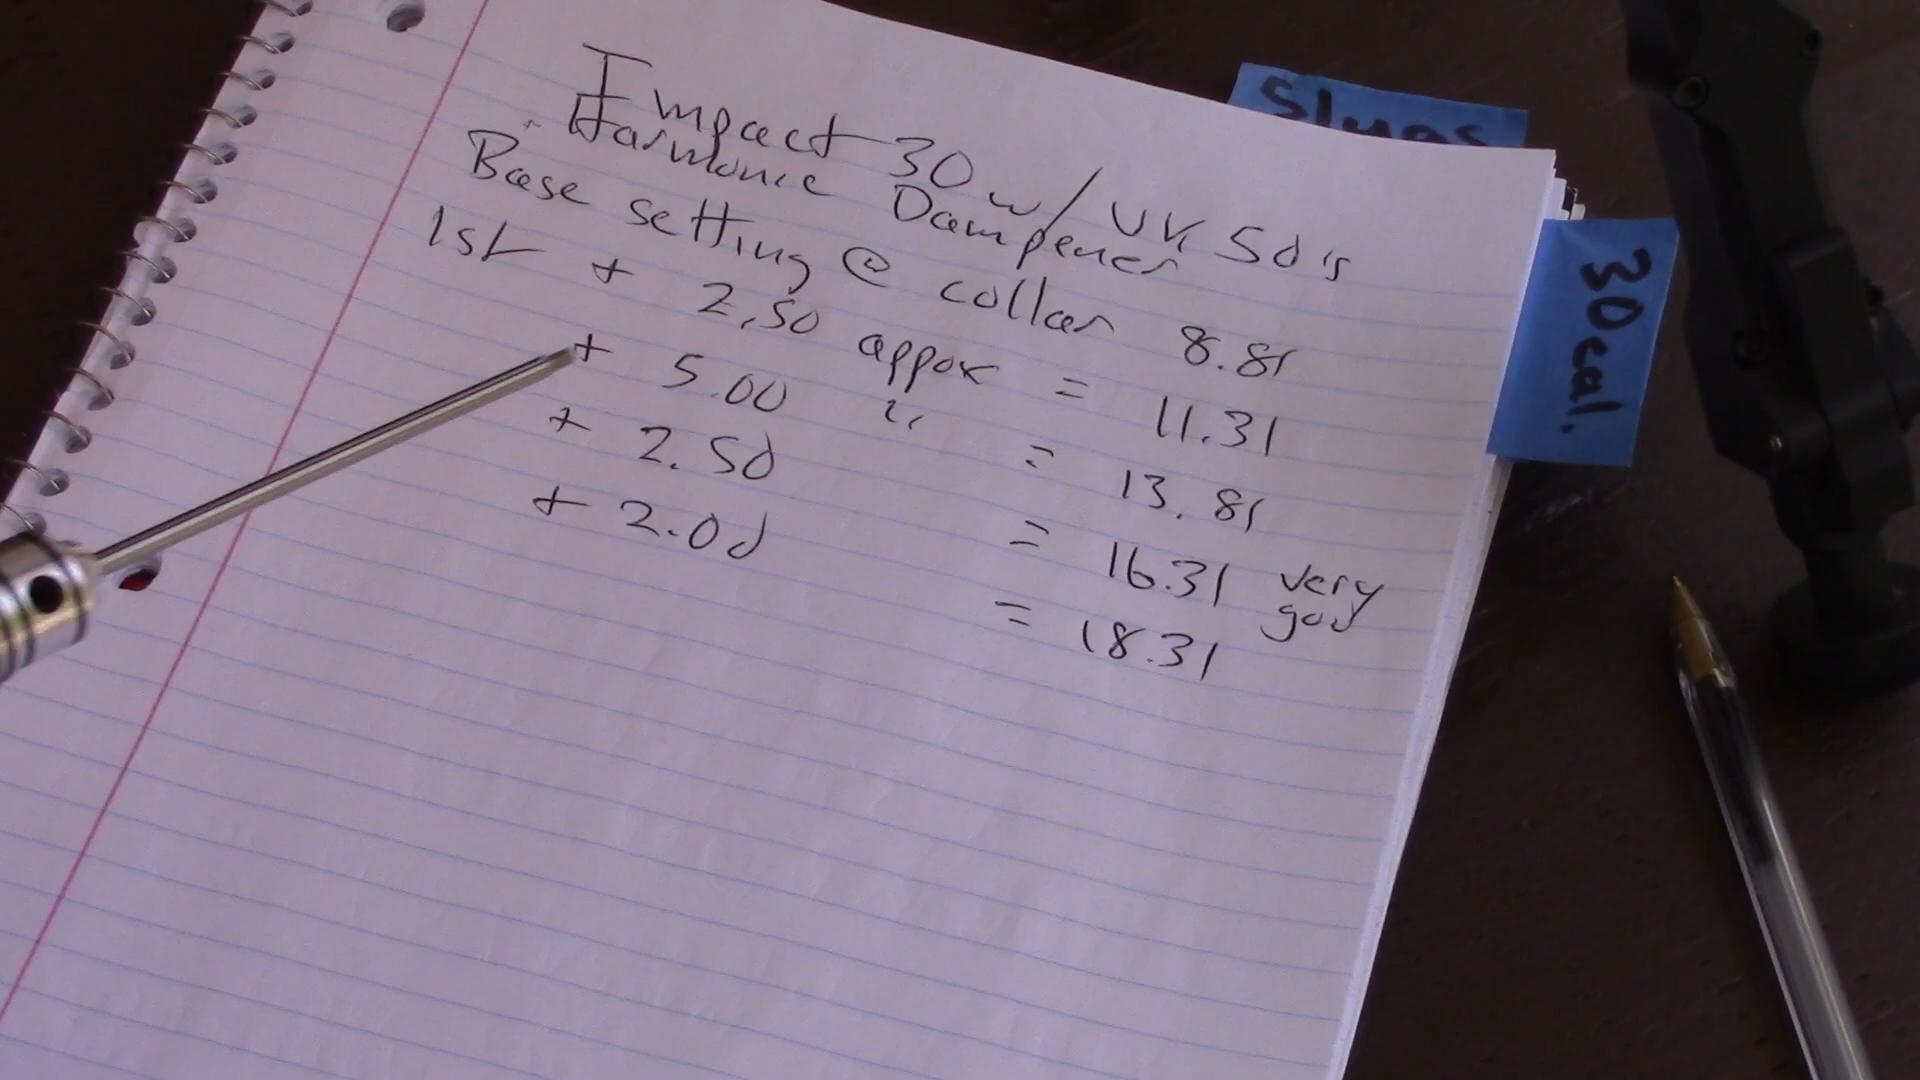 Impact 30 w/ UK 50's
Harmonic Dampener
Base setting @ collar 8.81
1st + 2.50 appox = 11.31
+ 5.00 " = 13.81
+ 2.50 = 16.31 very good
+ 2.00 = 18.31
Slugs
30 cal.